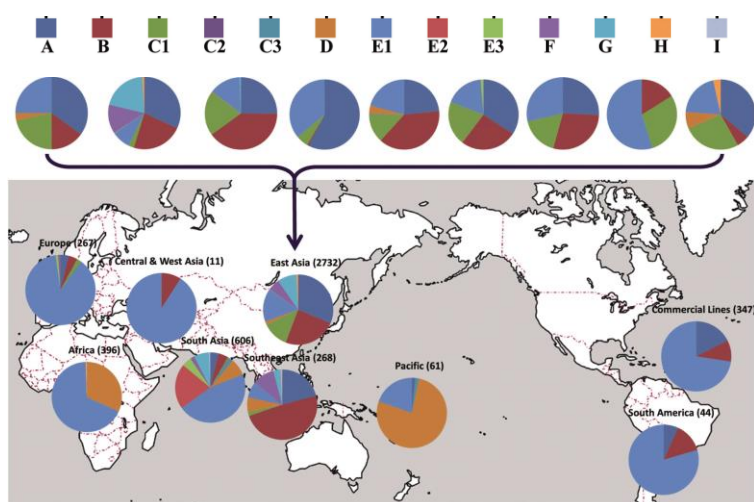 A B C1 C2 C3 D E1 E2 E3 F G H I
Europe (267)
Central & West Asia (11)
East Asia (2732)
Commercial Lines (347)
Africa (396)
South Asia (606)
Southeast Asia (268)
Pacific (61)
South America (44)